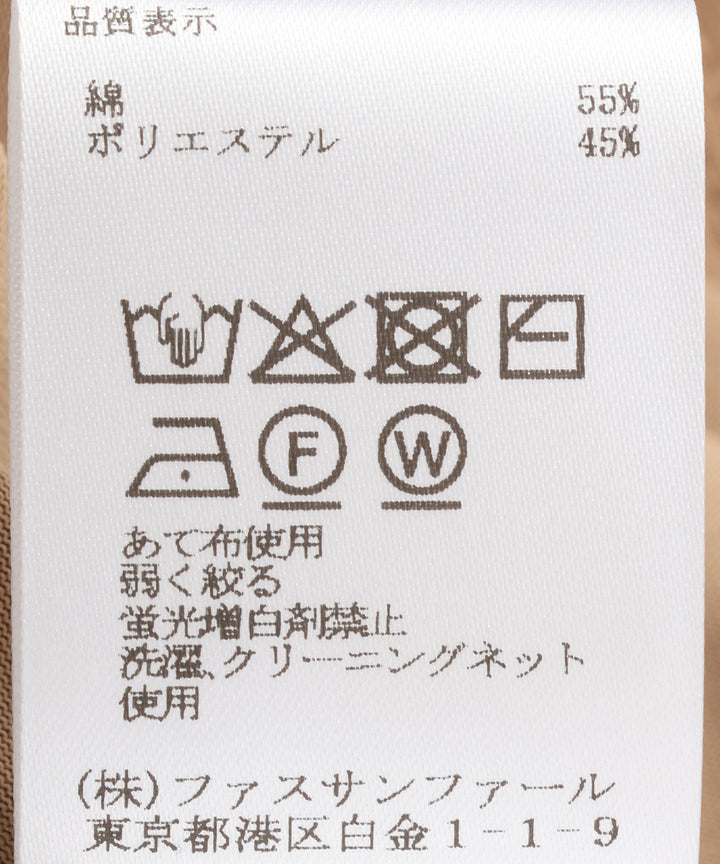 品質表示
綿 55%
ポリエステル 45%
F W
あて布使用
弱く絞る
蛍光増白剤禁止
洗濯、クリーニングネット
使用
(株)ファスサンファール
東京都港区白金1-1-9